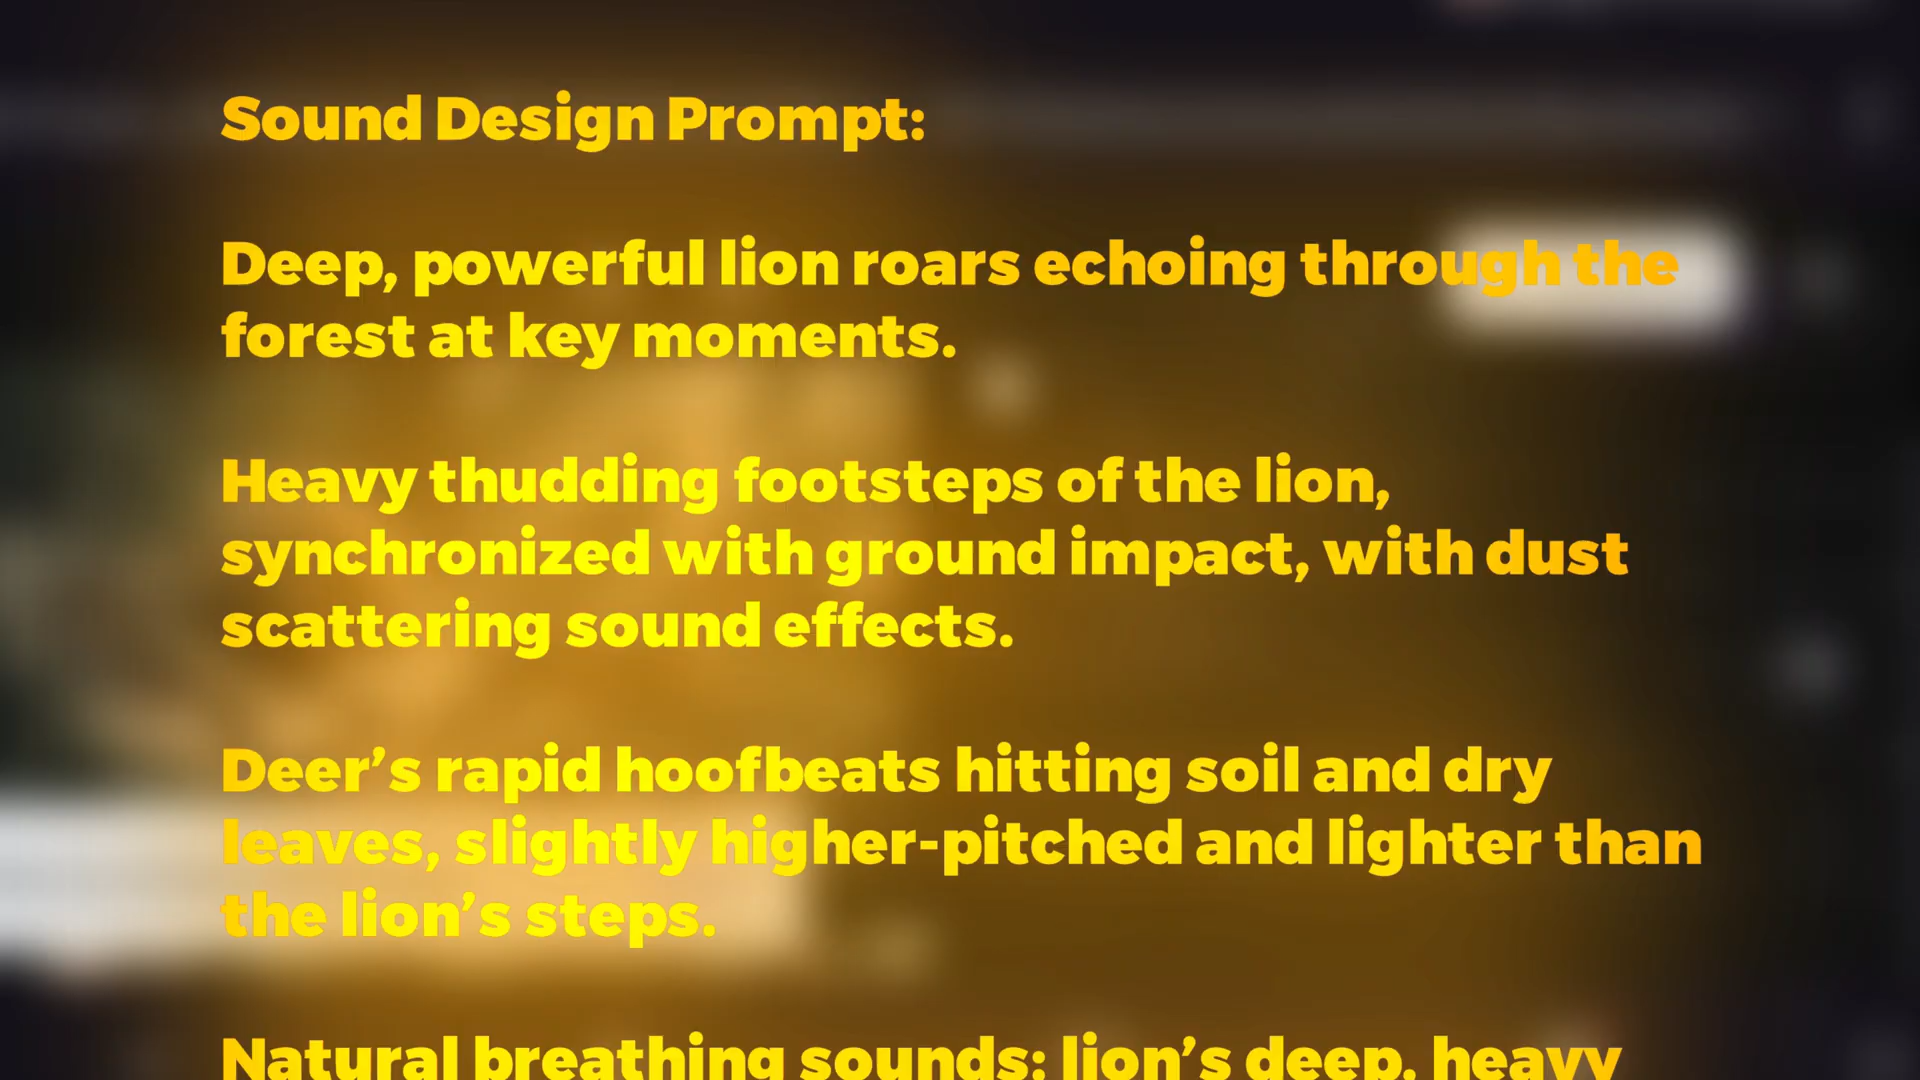 Sound Design Prompt:
Deep, powerful lion roars echoing through the
forest at key moments.
Heavy thudding footsteps of the lion,
synchronized with ground impact, with dust
scattering sound effects.
Deer’s rapid hoofbeats hitting soil and dry
leaves, slightly higher-pitched and lighter than
the lion’s steps.
Natural breathing sounds: lion’s deep, heavy